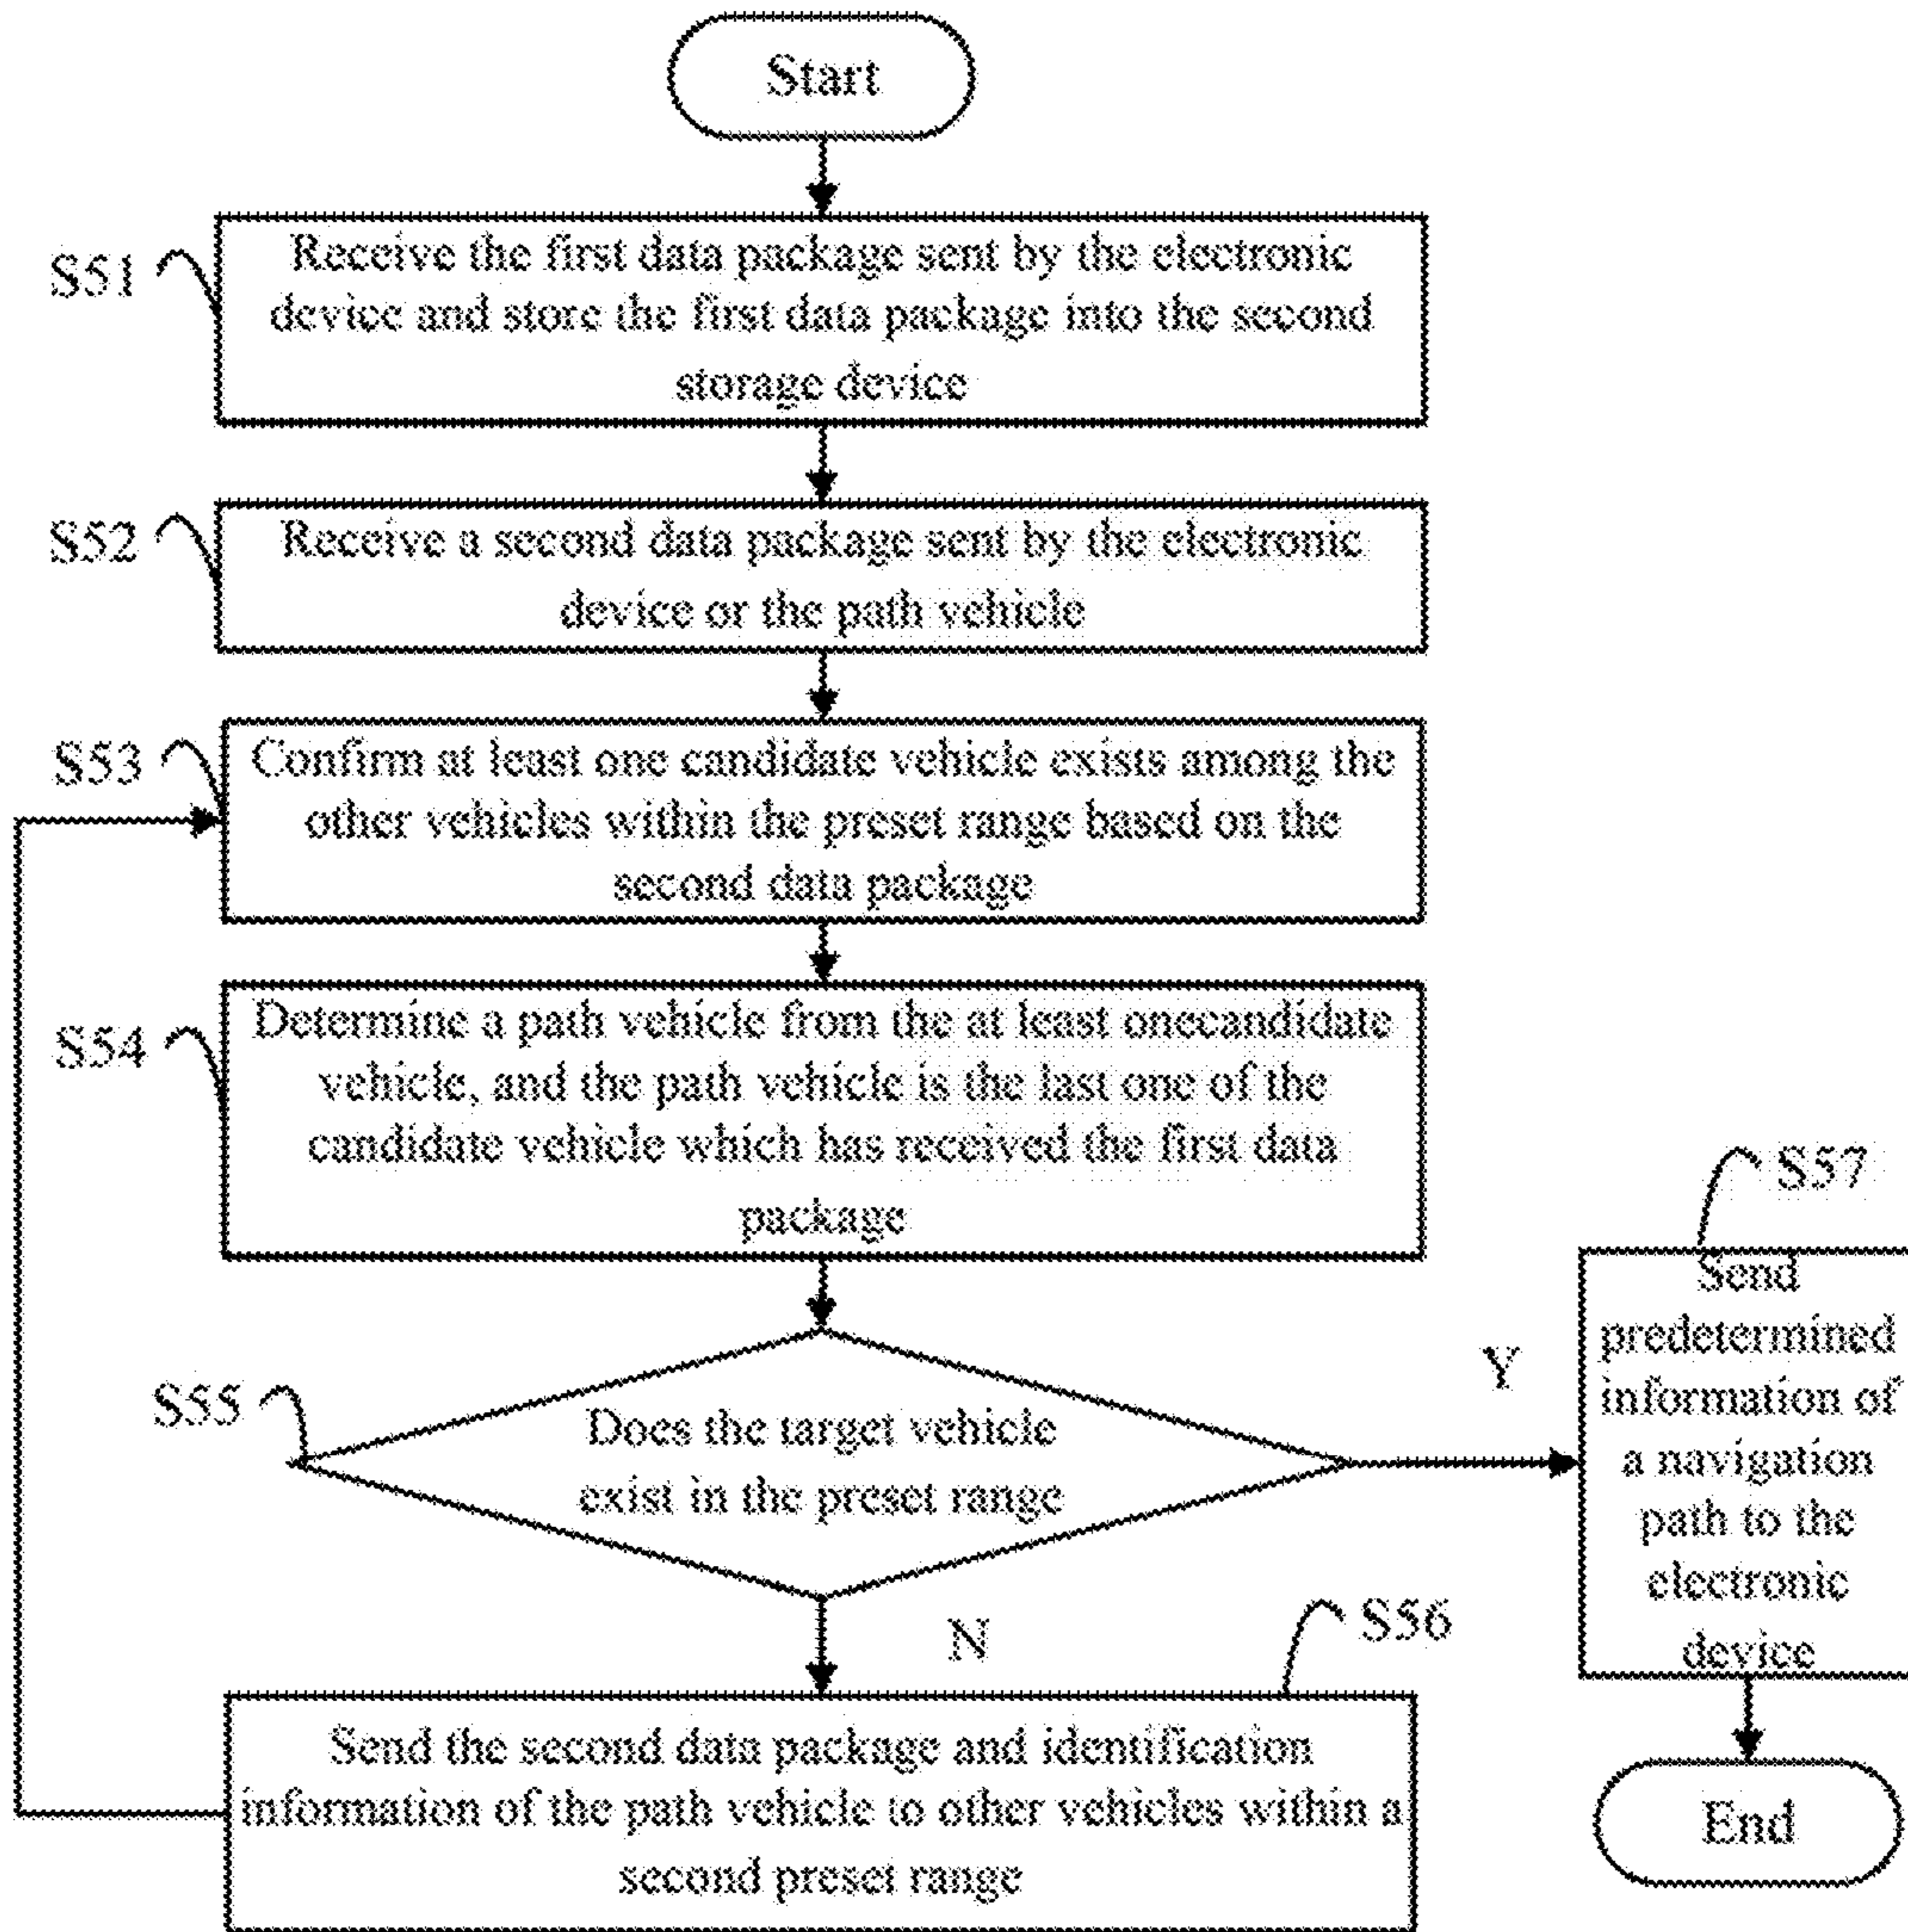 Start
S51
Receive the first data package sent by the electronic
device and store the first data package into the second
storage device
S52
Receive a second data package sent by the electronic
device or the path vehicle
S53
Confirm at least one candidate vehicle exists among the
other vehicles within the preset range based on the
second data package
S54
Determine a path vehicle from the at least onecandidate
vehicle, and the path vehicle is the last one of the
candidate vehicle which has received the first data
package
S55
Does the target vehicle
exist in the preset range
Y
N
S56
Send the second data package and identification
information of the path vehicle to other vehicles within a
second preset range
S57
Send
predetermined
information of
a navigation
path to the
electronic
device
End